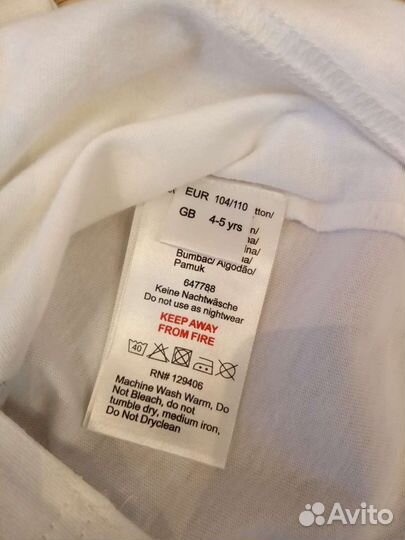 EUR 104/110
GB 4-5 yrs
Bumbac/ Algodão/
Pamuk
647788
Keine Nachtwäsche
Do not use as nightwear
KEEP AWAY
FROM FIRE
40
RN# 129406
Machine Wash Warm, Do
Not Bleach, do not
tumble dry, medium iron,
Do Not Dryclean
Avito